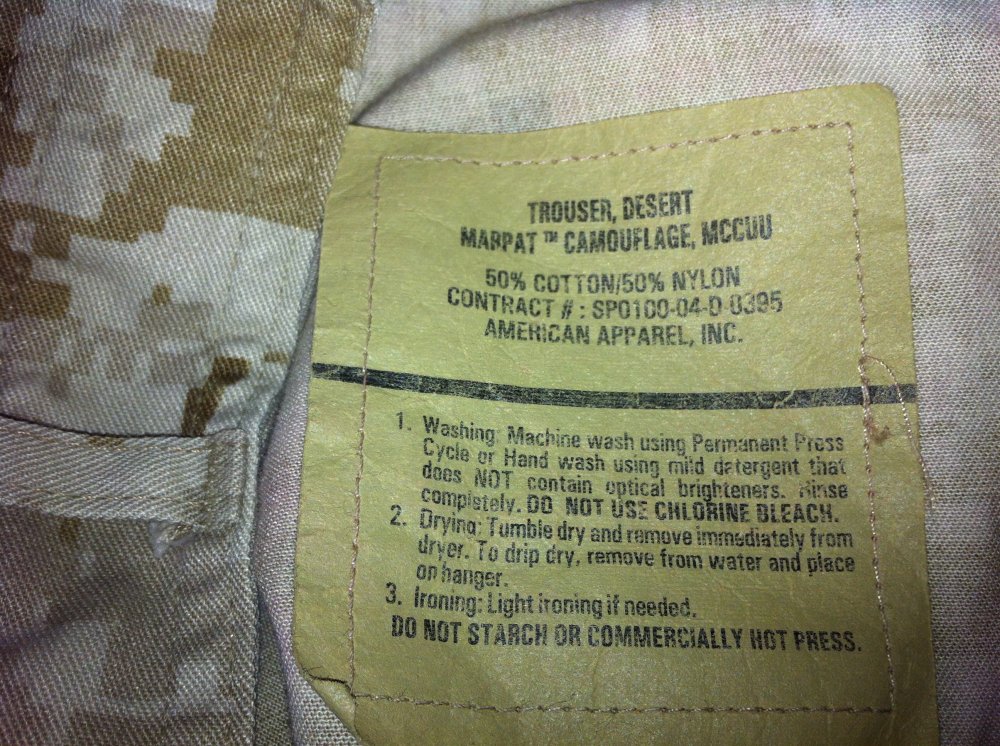 TROUSER, DESERT
MARPAT™ CAMOUFLAGE, MCCUU
50% COTTON/50% NYLON
CONTRACT # : SP0100-04-D-0395
AMERICAN APPAREL, INC.
1. Washing: Machine wash using Permanent Press
Cycle or Hand wash using mild detergent that
does NOT contain optical brighteners. Rinse
completely. DO NOT USE CHLORINE BLEACH.
2. Drying: Tumble dry and remove immediately from
dryer. To drip dry, remove from water and place
on hanger.
3. Ironing: Light ironing if needed.
DO NOT STARCH OR COMMERCIALLY HOT PRESS.